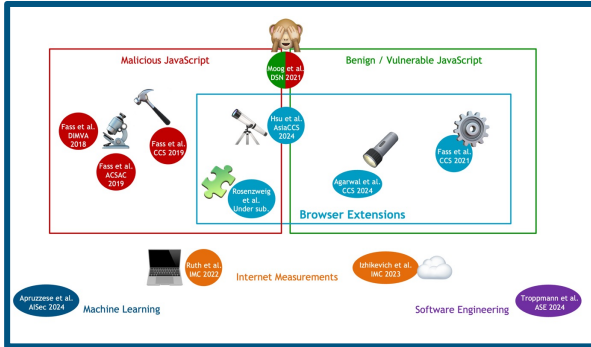 Malicious JavaScript
Benign / Vulnerable JavaScript
Moog et al.
DSN 2021
Fass et al.
DIMVA
2018
Fass et al.
CCS 2019
Fass et al.
ACSAC
2019
Hsu et al.
AsiaCCS
2024
Fass et al.
CCS 2021
Agarwal et al.
CCS 2024
Rosenzweig
et al.
Under sub.
Browser Extensions
Ruth et al.
IMC 2022
Internet Measurements
Izhikevich et al.
IMC 2023
Apruzzese et al.
AISec 2024
Machine Learning
Software Engineering
Troppmann et al.
ASE 2024